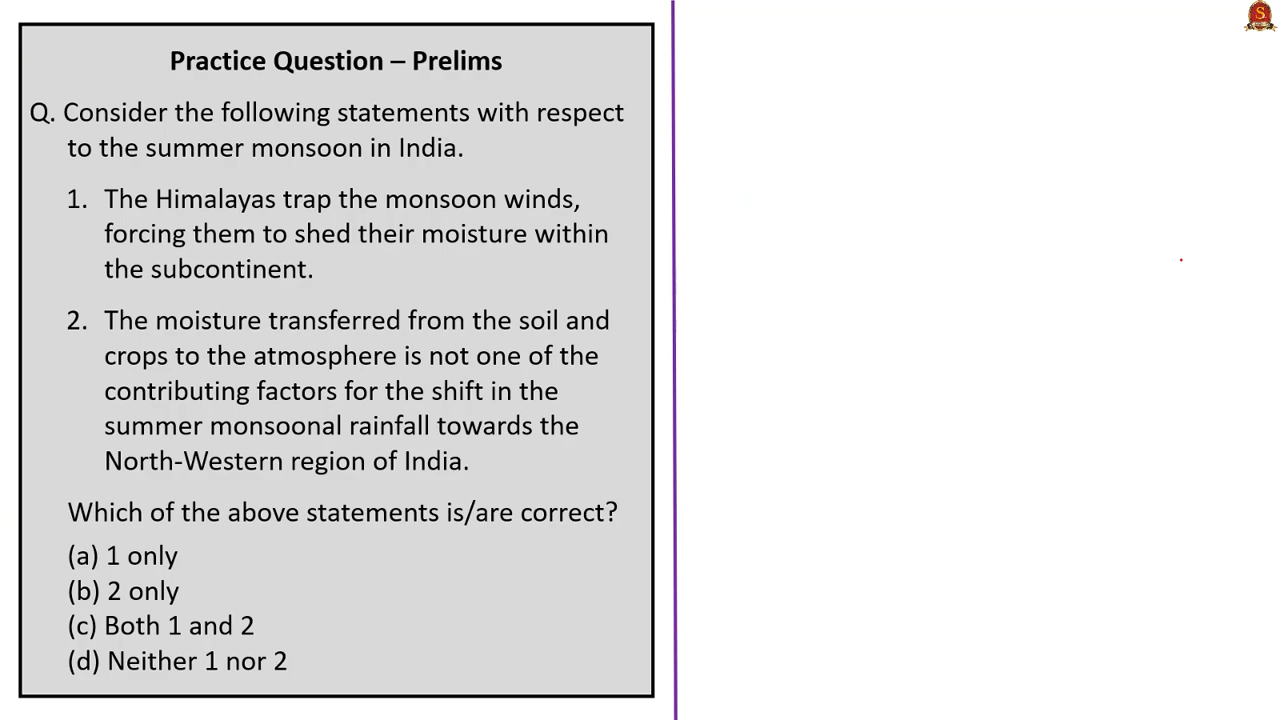 Practice Question – Prelims
Q. Consider the following statements with respect
to the summer monsoon in India.
1. The Himalayas trap the monsoon winds,
forcing them to shed their moisture within
the subcontinent.
2. The moisture transferred from the soil and
crops to the atmosphere is not one of the
contributing factors for the shift in the
summer monsoonal rainfall towards the
North-Western region of India.
Which of the above statements is/are correct?
(a) 1 only
(b) 2 only
(c) Both 1 and 2
(d) Neither 1 nor 2
S